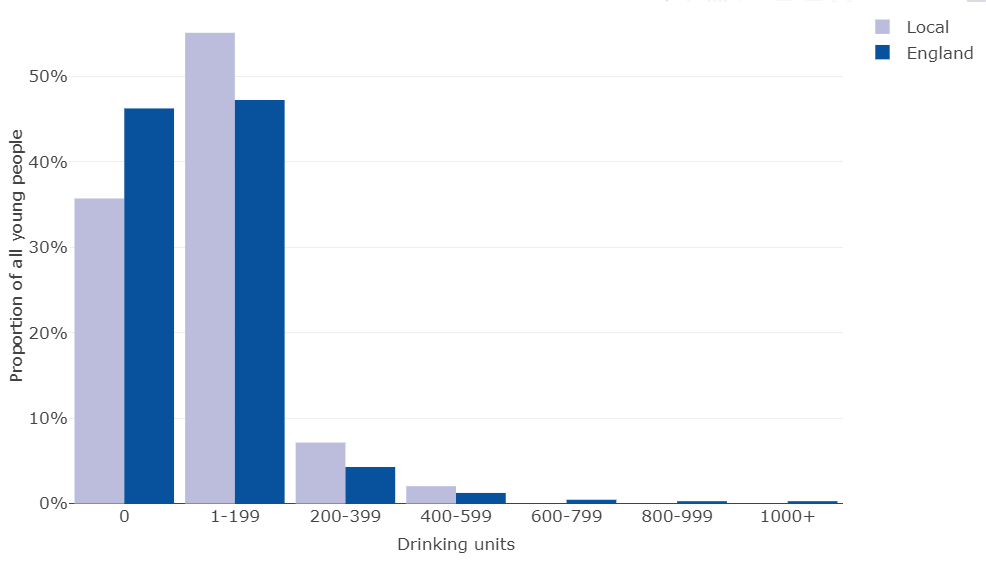 Local
England
Proportion of all young people
50%
40%
30%
20%
10%
0%
0 1-199 200-399 400-599 600-799 800-999 1000+
Drinking units